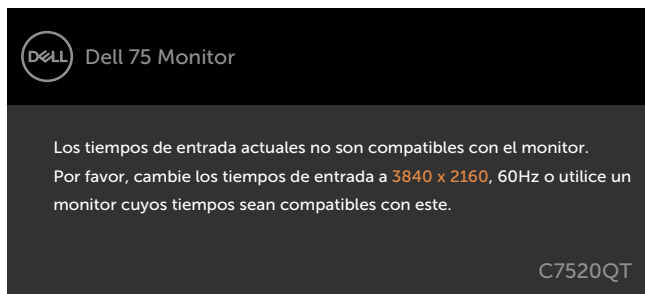 DELL
Dell 75 Monitor
Los tiempos de entrada actuales no son compatibles con el monitor.
Por favor, cambie los tiempos de entrada a 3840 x 2160, 60Hz o utilice un
monitor cuyos tiempos sean compatibles con este.
C7520QT